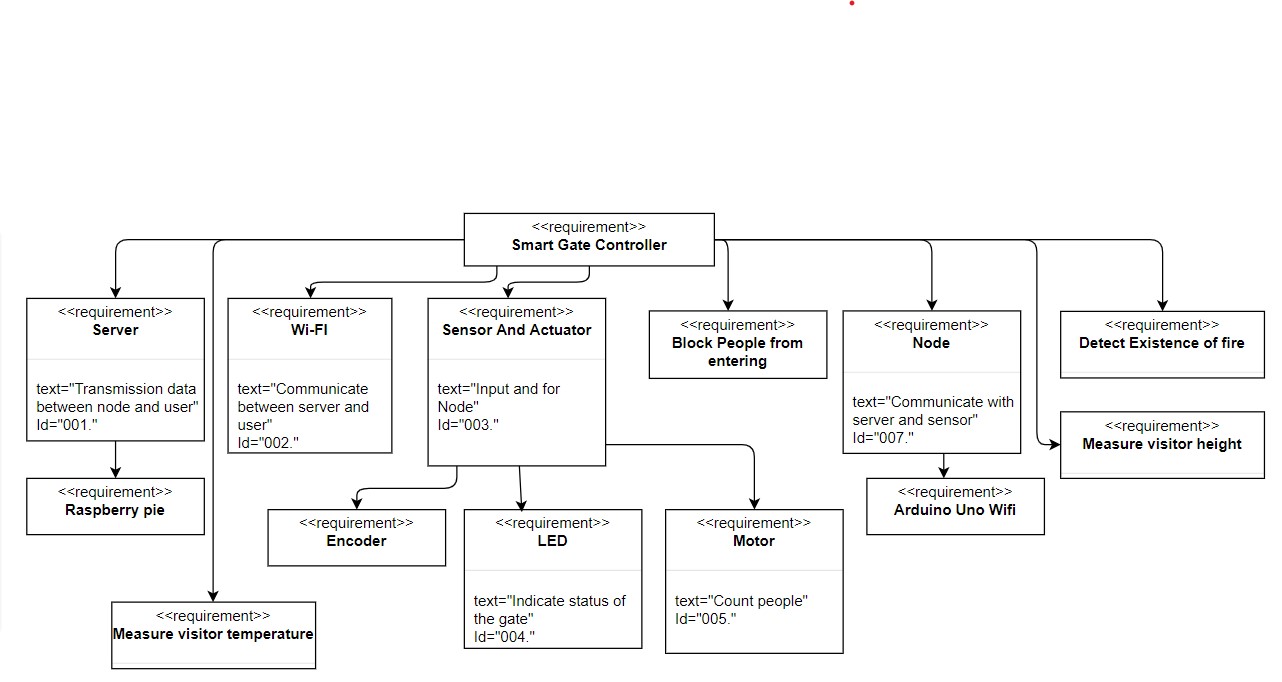 <<requirement>>
Smart Gate Controller
<<requirement>>
Server
text="Transmission data
between node and user"
Id="001."
<<requirement>>
Wi-FI
text="Communicate
between server and
user"
Id="002."
<<requirement>>
Sensor And Actuator
text="Input and for
Node"
Id="003."
<<requirement>>
Block People from
entering
<<requirement>>
Node
text="Communicate with
server and sensor"
Id="007."
<<requirement>>
Detect Existence of fire
<<requirement>>
Measure visitor height
<<requirement>>
Raspberry pie
<<requirement>>
Arduino Uno Wifi
<<requirement>>
Encoder
<<requirement>>
LED
text="Indicate status of
the gate"
Id="004."
<<requirement>>
Motor
text="Count people"
Id="005."
<<requirement>>
Measure visitor temperature